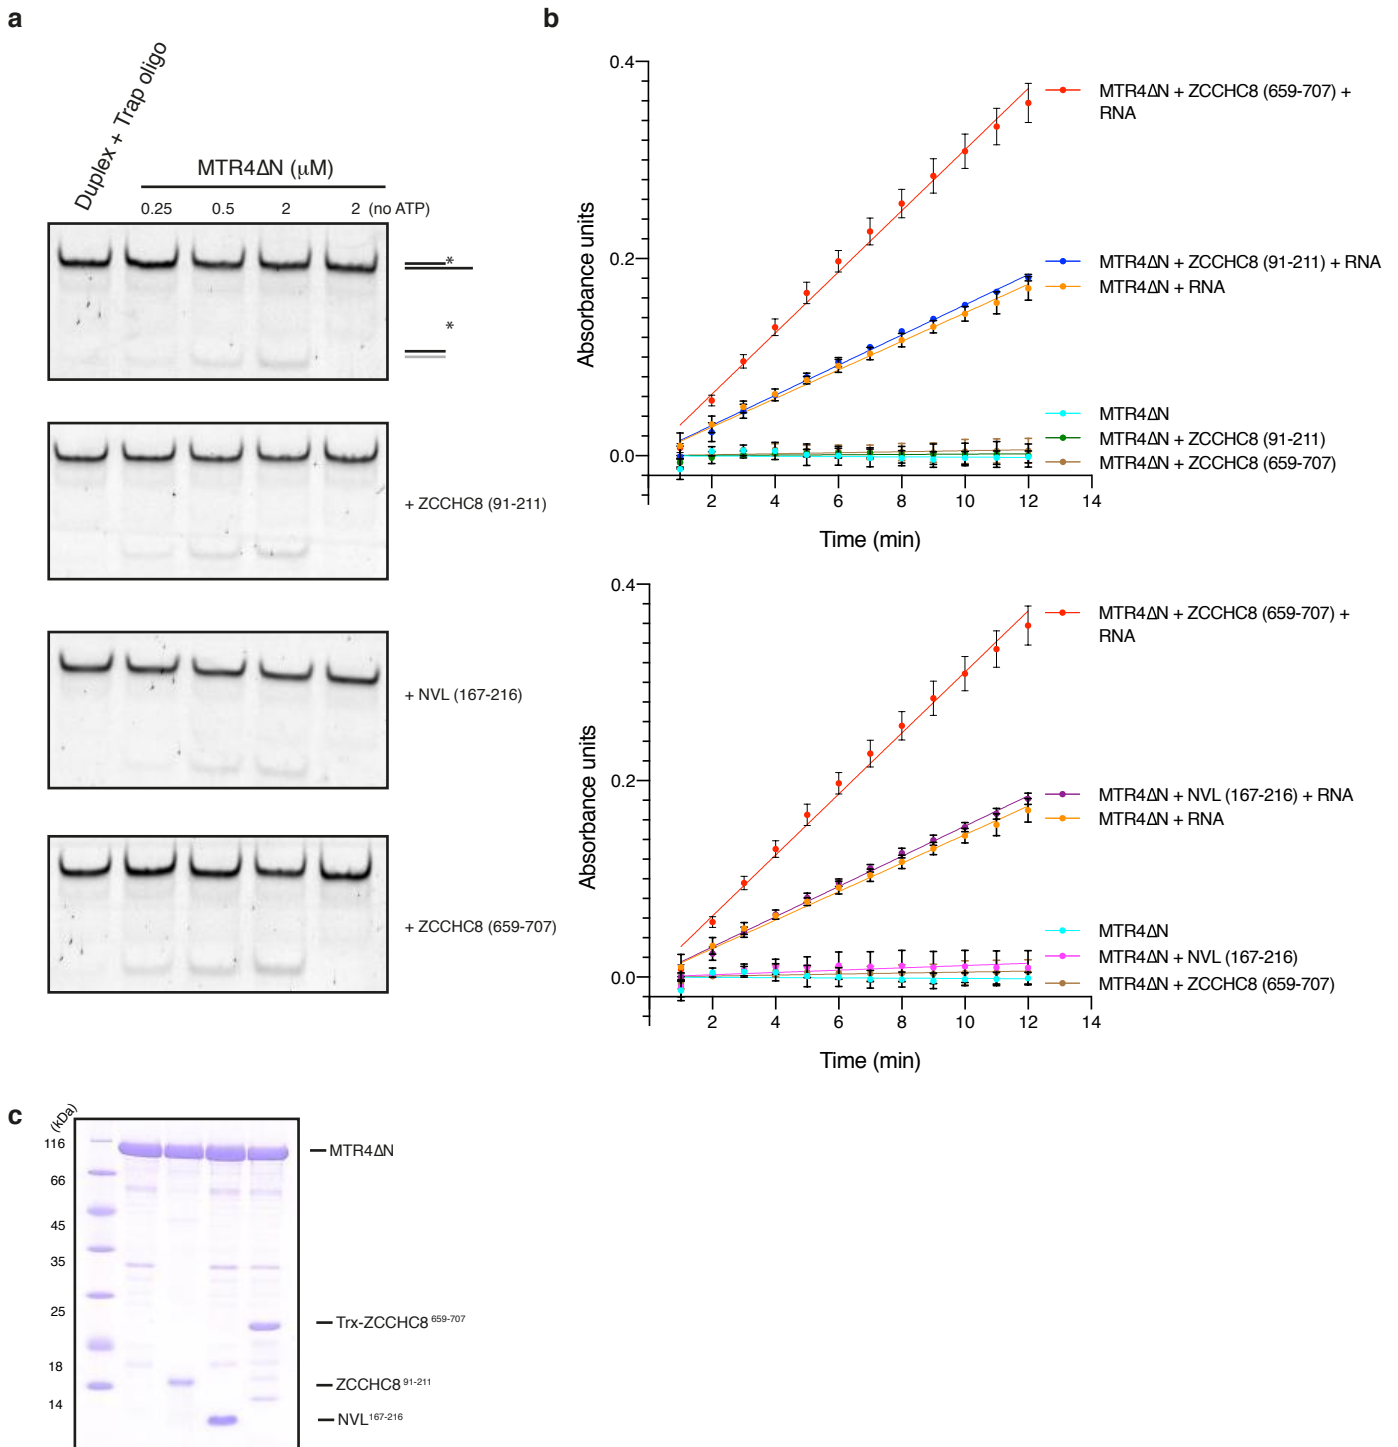 a
Duplex + Trap oligo
MTR4ΔN (μM)
0.25 0.5 2 2 (no ATP)
*
*
+ ZCCHC8 (91-211)
+ NVL (167-216)
+ ZCCHC8 (659-707)
b
0.4
0.2
0.0
Absorbance units
2 4 6 8 10 12 14
Time (min)
MTR4ΔN + ZCCHC8 (659-707) +
RNA
MTR4ΔN + ZCCHC8 (91-211) + RNA
MTR4ΔN + RNA
MTR4ΔN
MTR4ΔN + ZCCHC8 (91-211)
MTR4ΔN + ZCCHC8 (659-707)
0.4
0.2
0.0
Absorbance units
2 4 6 8 10 12 14
Time (min)
MTR4ΔN + ZCCHC8 (659-707) +
RNA
MTR4ΔN + NVL (167-216) + RNA
MTR4ΔN + RNA
MTR4ΔN
MTR4ΔN + NVL (167-216)
MTR4ΔN + ZCCHC8 (659-707)
c
(kDa)
116
66
45
35
25
18
14
MTR4ΔN
Trx-ZCCHC8 659-707
ZCCHC8 91-211
NVL167-216